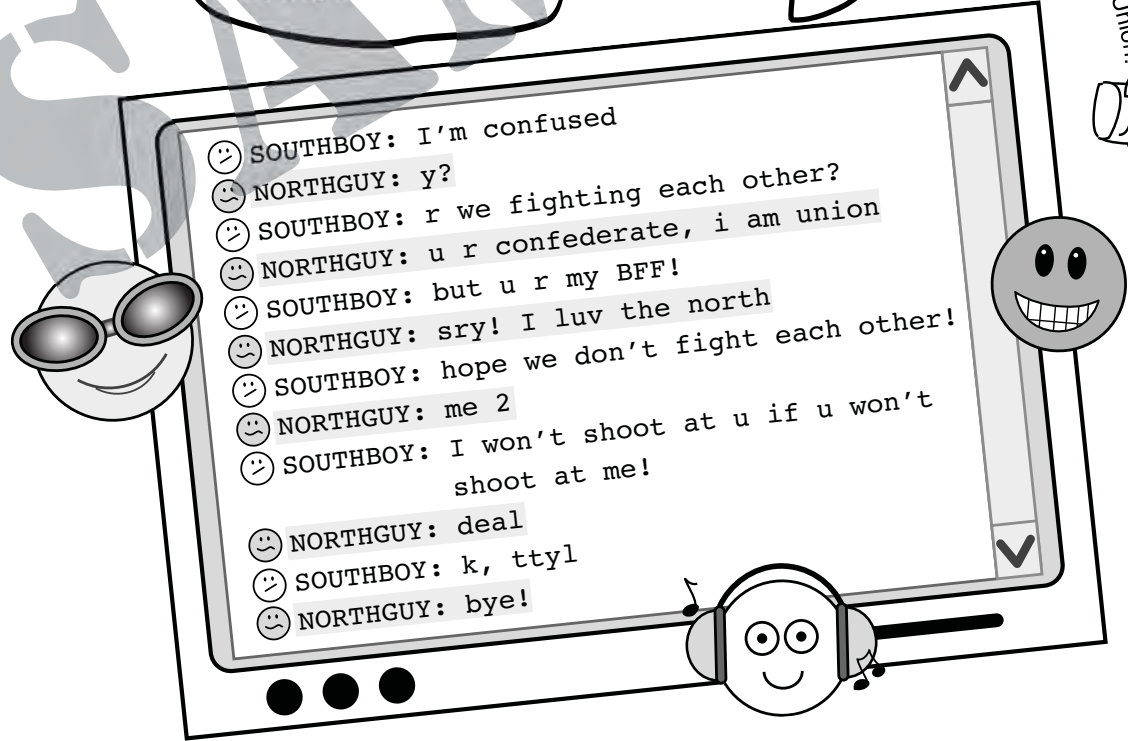 SOUTHBOY: I'm confused
NORTHGUY: y?
SOUTHBOY: r we fighting each other?
NORTHGUY: u r confederate, i am union
SOUTHBOY: but u r my BFF!
NORTHGUY: sry! I luv the north
SOUTHBOY: hope we don't fight each other!
NORTHGUY: me 2
SOUTHBOY: I won't shoot at u if u won't
shoot at me!
NORTHGUY: deal
SOUTHBOY: k, ttyl
NORTHGUY: bye!